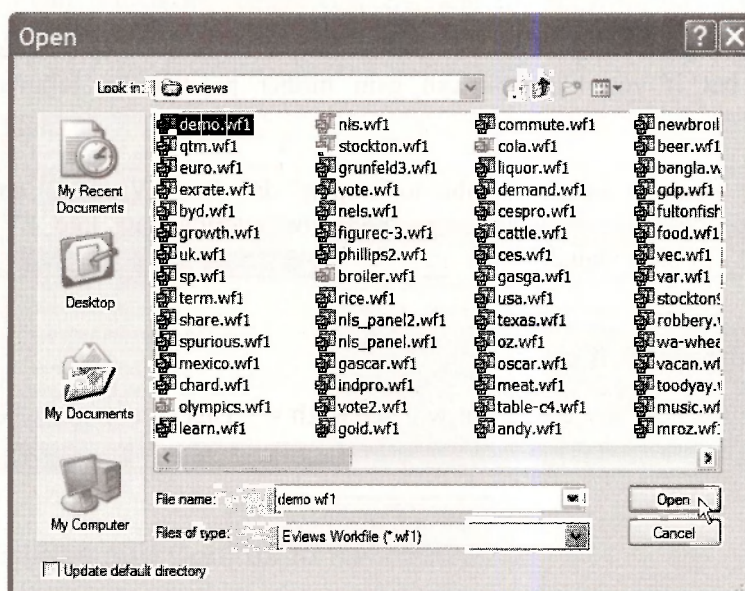 Open
Look in: eviews
My Recent Documents
Desktop
My Documents
My Computer
demo.wf1
qtm.wf1
euro.wf1
exrate.wf1
byd.wf1
growth.wf1
uk.wf1
sp.wf1
term.wf1
share.wf1
spurious.wf1
mexico.wf1
chard.wf1
olympics.wf1
learn.wf1
nls.wf1
stockton.wf1
grunfeld3.wf1
vote.wf1
nels.wf1
figurec-3.wf1
phillips2.wf1
broiler.wf1
rice.wf1
nls_panel2.wf1
nls_panel.wf1
gascar.wf1
indpro.wf1
vote2.wf1
gold.wf1
commute.wf1
cola.wf1
liquor.wf1
demand.wf1
cespro.wf1
cattle.wf1
ces.wf1
gasga.wf1
usa.wf1
texas.wf1
oz.wf1
oscar.wf1
meat.wf1
table-c4.wf1
andy.wf1
newbroil
beer.wf1
bangla.w
gdp.wf1
fultonfish
food.wf1
vec.wf1
var.wf1
stockton
robbery.
wa-whea
vacan.wf
toodyay.
music.wf
mroz.wf
File name: demo wf1 Open
Files of type: Eviews Workfile (*.wf1) Cancel
Update default directory